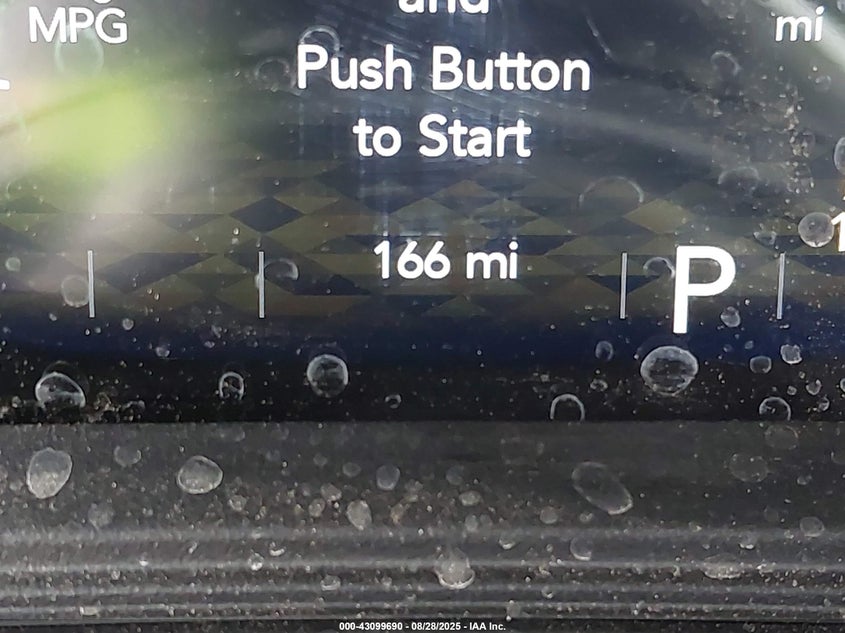 and
MPG
mi
Push Button
to Start
166 mi
P
000-43099690 - 08/28/2025 - IAA Inc.